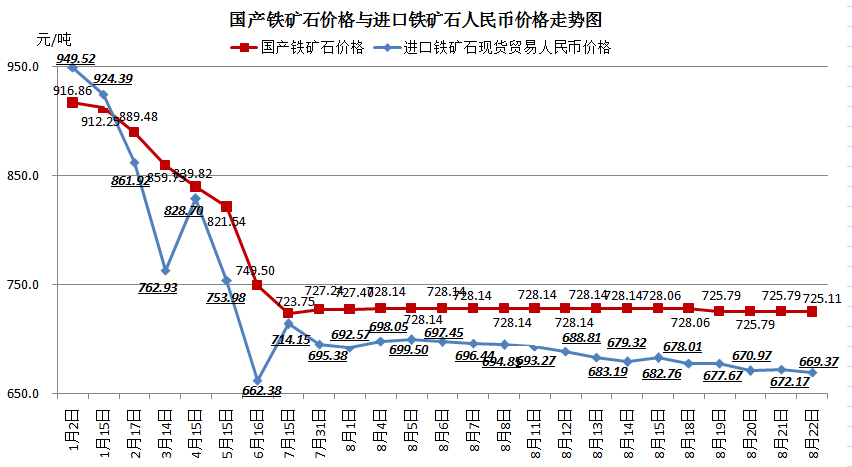 国产铁矿石价格与进口铁矿石人民币价格走势图
元/吨
国产铁矿石价格 进口铁矿石现货贸易人民币价格
950.0
850.0
750.0
650.0
949.52
924.39
861.92
762.93
828.70
753.98
662.38
714.15
695.38
692.57
698.05
699.50
697.45
696.44
694.85
693.27
688.81
683.19
679.32
682.76
678.01
677.67
670.97
672.17
669.37
916.86
912.29
889.48
859.73
839.82
821.54
749.50
723.75
727.24
727.40
728.14
728.14
728.14
728.14
728.14
728.14
728.14
728.14
728.14
728.06
728.06
725.79
725.79
725.79
725.11
1月2日
1月15日
2月17日
3月14日
4月15日
5月15日
6月16日
7月15日
7月31日
8月1日
8月4日
8月5日
8月6日
8月7日
8月8日
8月11日
8月12日
8月13日
8月14日
8月15日
8月18日
8月19日
8月20日
8月21日
8月22日